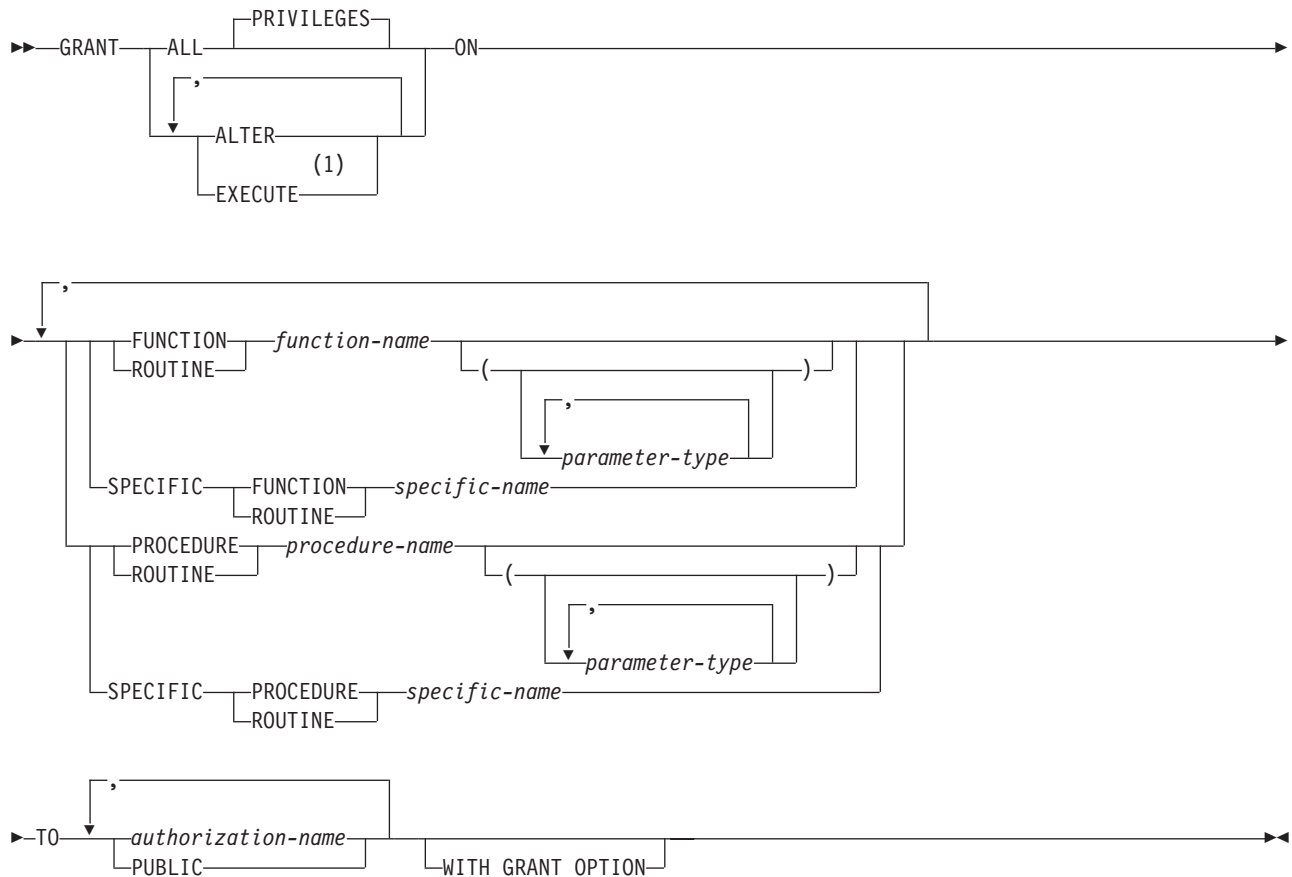 PRIVILEGES
GRANT ALL ON
,
ALTER
(1)
EXECUTE
,
FUNCTION function-name
ROUTINE ( )
,
parameter-type
SPECIFIC FUNCTION specific-name
ROUTINE
PROCEDURE procedure-name
ROUTINE ( )
,
parameter-type
SPECIFIC PROCEDURE specific-name
ROUTINE
,
TO authorization-name
PUBLIC WITH GRANT OPTION